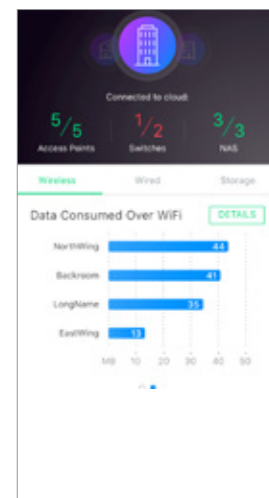 Connected to cloud:
5/5 1/2 3/3
Access Points Switches NAS
Wireless Wired Storage
Data Consumed Over WiFi DETAILS
NorthWing 44
Backroom 41
LongName 35
EastWing 13
MB 10 20 30 40 50